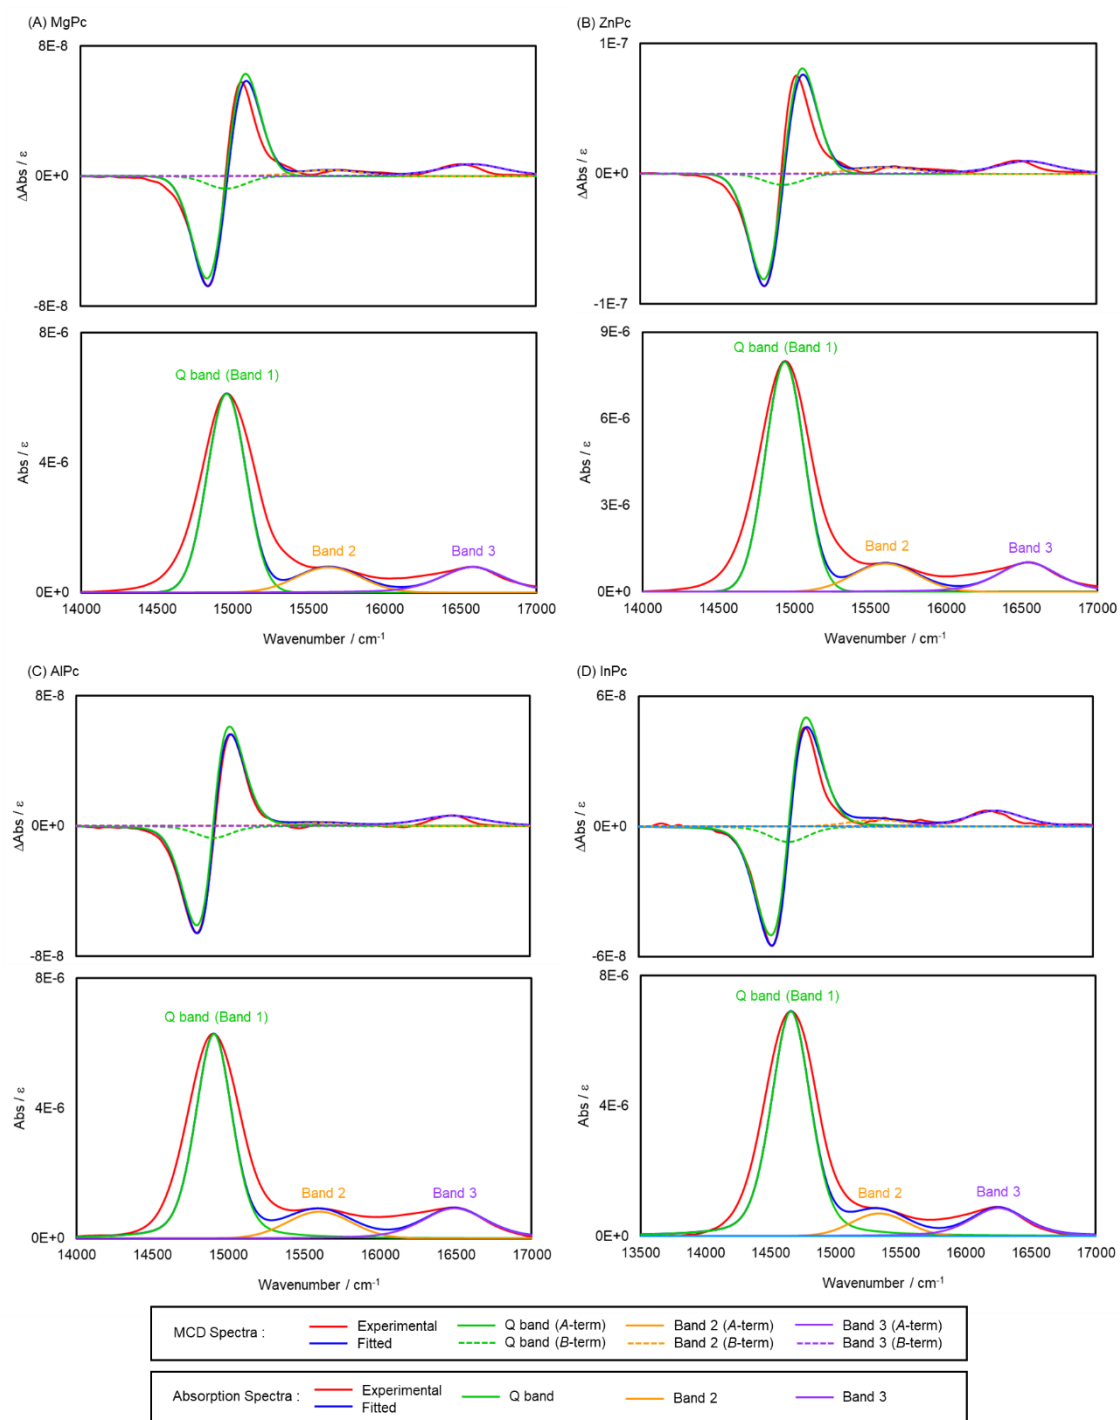 (A) MgPc
8E-8
0E+0
-8E-8
ΔAbs / ε
8E-6
4E-6
0E+0
Abs / ε
Q band (Band 1)
Band 2
Band 3
14000 14500 15000 15500 16000 16500 17000
Wavenumber / cm⁻¹
(B) ZnPc
1E-7
0E+0
-1E-7
ΔAbs / ε
9E-6
6E-6
3E-6
0E+0
Abs / ε
Q band (Band 1)
Band 2
Band 3
14000 14500 15000 15500 16000 16500 17000
Wavenumber / cm⁻¹
(C) AlPc
8E-8
0E+0
-8E-8
ΔAbs / ε
8E-6
4E-6
0E+0
Abs / ε
Q band (Band 1)
Band 2
Band 3
14000 14500 15000 15500 16000 16500 17000
Wavenumber / cm⁻¹
(D) InPc
6E-8
0E+0
-6E-8
ΔAbs / ε
8E-6
4E-6
0E+0
Abs / ε
Q band (Band 1)
Band 2
Band 3
13500 14000 14500 15000 15500 16000 16500 17000
Wavenumber / cm⁻¹
MCD Spectra : Experimental Q band (A-term) Band 2 (A-term) Band 3 (A-term)
Fitted Q band (B-term) Band 2 (B-term) Band 3 (B-term)
Absorption Spectra : Experimental Q band Band 2 Band 3
Fitted